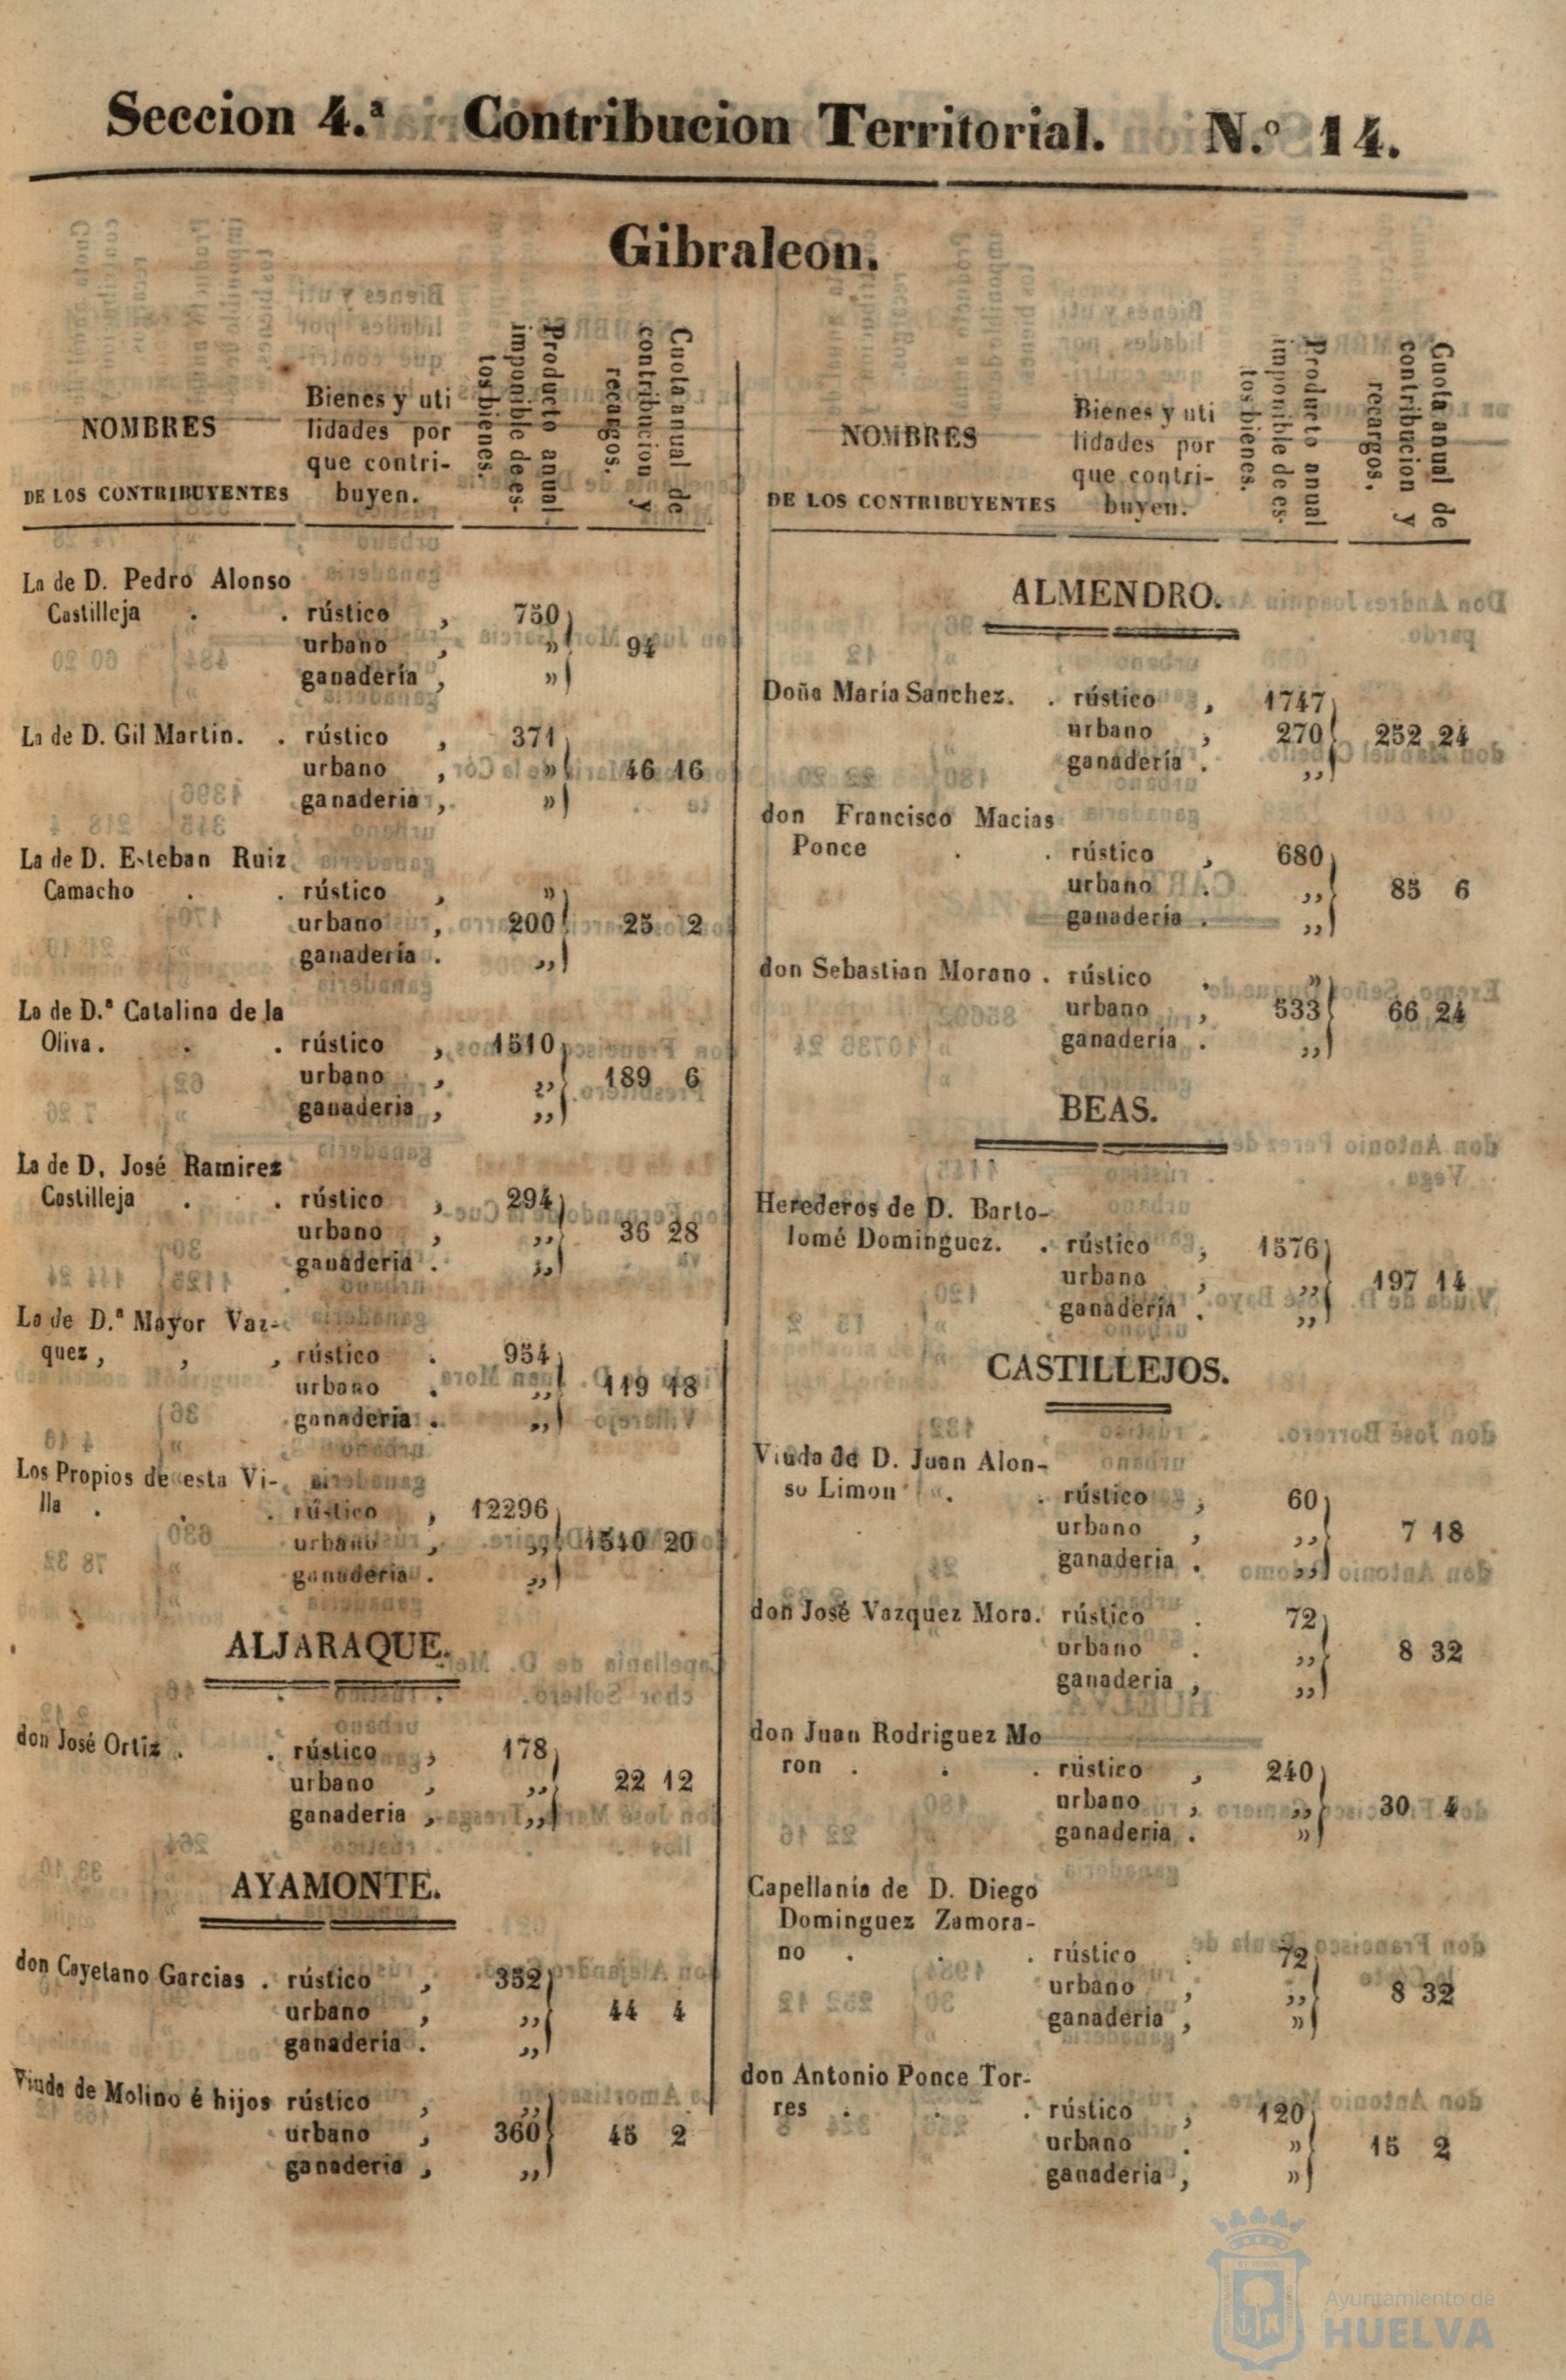 Seccion 4.ª Contribucion Territorial. N.º 14.
Gibraleon.
NOMBRES
DE LOS CONTRIBUYENTES
Bienes y uti
lidades por
que contri-
buyen.
Producto anual
imponible de es-
tos bienes.
Cuota anual de
contribucion y
recargos.
La de D. Pedro Alonso
Castilleja . . rústico , 750
urbano , » 94
ganadería , »
La de D. Gil Martin. . rústico , 371
urbano , » 46 16
ganaderia , »
La de D. Esteban Ruiz
Camacho . . rústico , »
urbano , 200 25 2
ganadería . ,,
La de D.ª Catalina de la
Oliva . . . rústico , 1510
urbano , ,, 189 6
ganaderia , ,,
La de D. José Ramirez
Castilleja . . rústico , 294
urbano , ,, 36 28
ganadería . ,,
La de D.ª Mayor Vaz-
quez , , , rústico . 954
urbano . ,, 119 18
ganaderia . ,,
Los Propios de esta Vi-
lla . . . rústico , 12296
urbano , ,, 1540 20
ganaderia . ,,
ALJARAQUE.
don José Ortiz . . rústico , 178
urbano , ,, 22 12
ganaderia , ,,
AYAMONTE.
don Cayetano Garcias . rústico , 352
urbano , ,, 44 4
ganadería . ,,
Viuda de Molino é hijos rústico , ,,
urbano , 360 45 2
ganaderia , ,,
NOMBRES
DE LOS CONTRIBUYENTES
Bienes y uti
lidades por
que contri-
buyen.
Producto anual
imponible de es-
tos bienes.
Cuota anual de
contribucion y
recargos.
ALMENDRO.
Doña María Sanchez. . rústico , 1747
urbano , 270 252 24
ganadería . ,,
don Francisco Macias
Ponce . . rústico , 680
urbano . ,, 85 6
ganadería . ,,
don Sebastian Morano . rústico . »
urbano , 533 66 24
ganadería . ,,
BEAS.
Herederos de D. Barto-
lomé Dominguez. . rústico , 1576
urbano , ,, 197 14
ganadería . ,,
CASTILLEJOS.
Viuda de D. Juan Alon-
so Limon . . rústico , 60
urbano , ,, 7 18
ganaderia . ,,
don José Vazquez Mora. rústico . 72
urbano . ,, 8 32
ganaderia , ,,
don Juan Rodriguez Mo
ron . . . rústico , 240
urbano , ,, 30 4
ganaderia . »
Capellania de D. Diego
Dominguez Zamora-
no . . . rústico . 72
urbano , ,, 8 32
ganaderia , »
don Antonio Ponce Tor-
res . . . rústico , 120
urbano . » 15 2
ganaderia , »
Ayuntamiento de
HUELVA